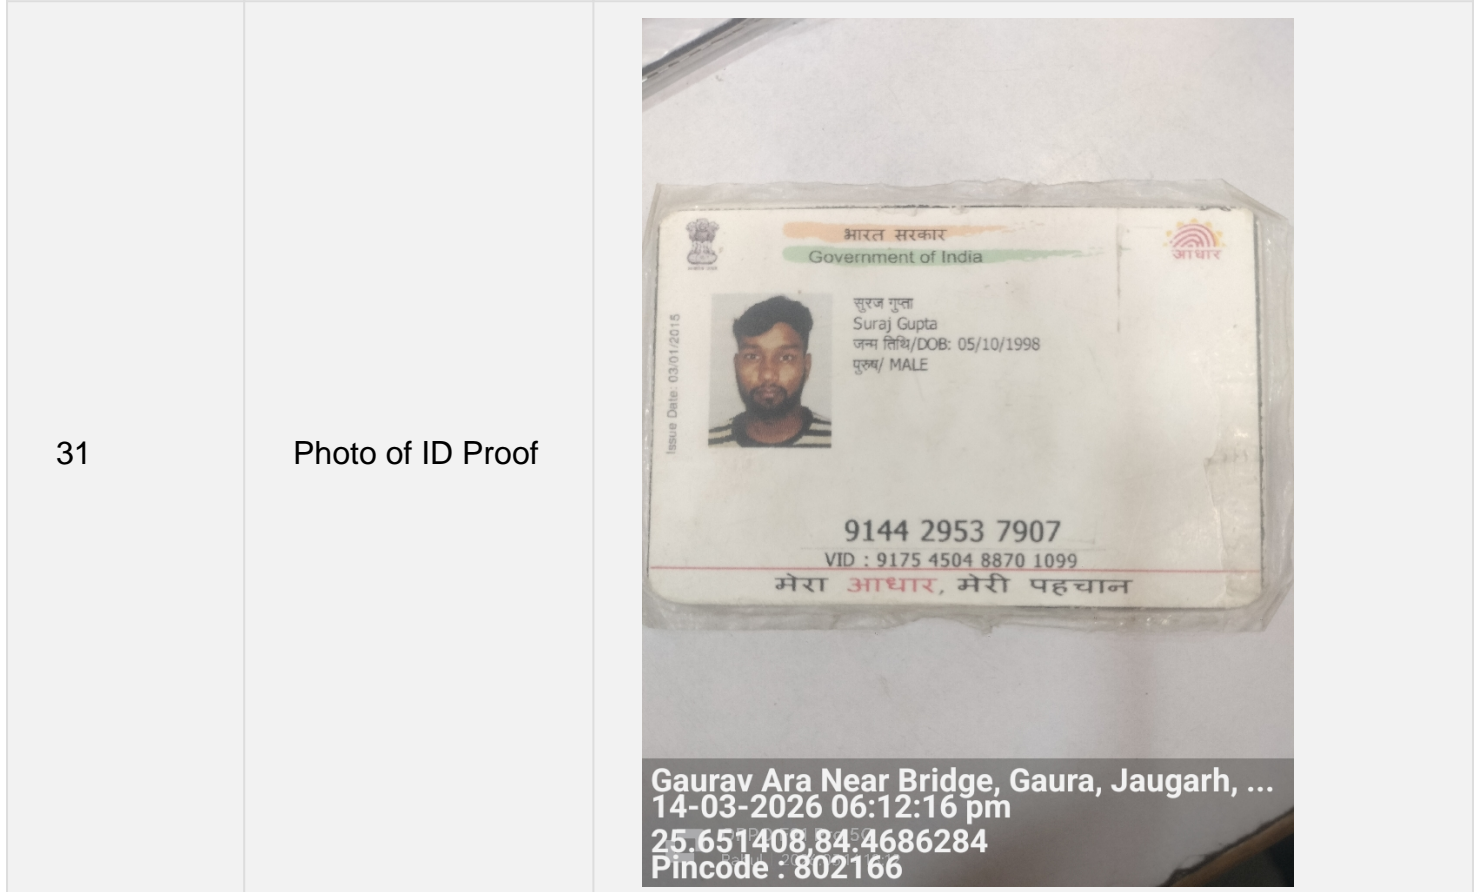 31
Photo of ID Proof
भारत सरकार
Government of India
आधार
Issue Date: 03/01/2015
सुरज गुप्ता
Suraj Gupta
जन्म तिथि/DOB: 05/10/1998
पुरुष/ MALE
9144 2953 7907
VID : 9175 4504 8870 1099
मेरा आधार, मेरी पहचान
Gaurav Ara Near Bridge, Gaura, Jaugarh, ...
14-03-2026 06:12:16 pm
25.651408,84.4686284
Pincode : 802166